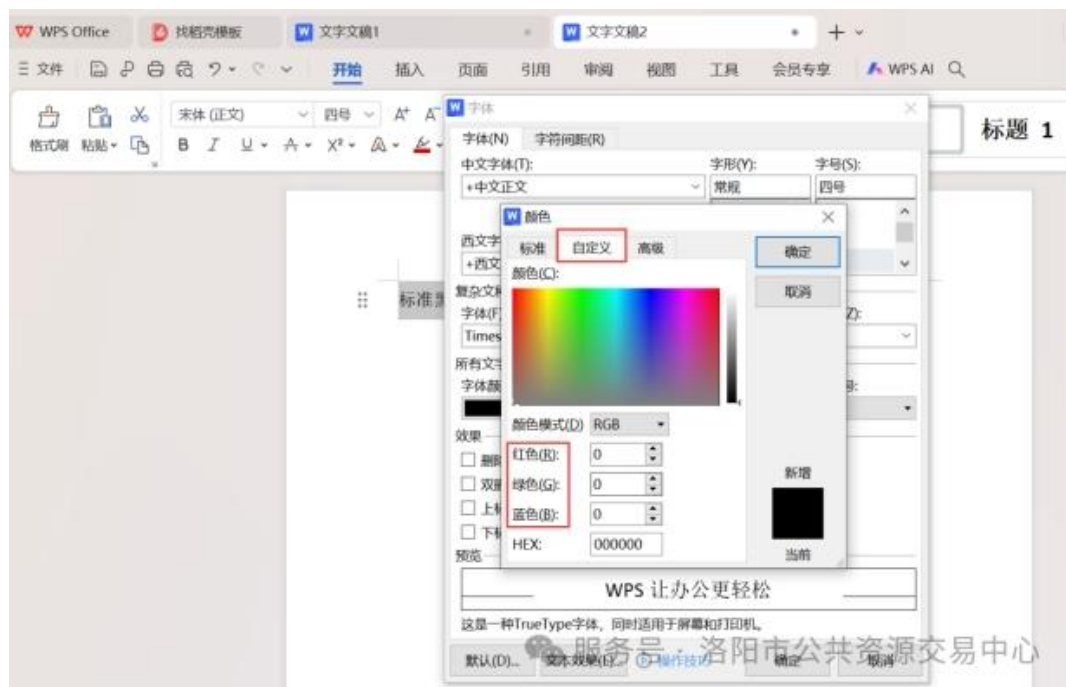 WPS Office 找稻壳模板 文字文稿1 文字文稿2
文件 开始 插入 页面 引用 审阅 视图 工具 会员专享 WPS AI
格式刷 粘贴 宋体 (正文) 四号 A⁺ A⁻ 标题 1
B I U A X² A
字体
字体(N) 字符间距(R)
中文字体(T): 字形(Y): 字号(S):
+中文正文 常规 四号
颜色
西文字
标准 自定义 高级 确定
+西文
颜色(C):
取消
标准
字体(F Z):
Times
所有文字
字体颜 号:
颜色模式(D) RGB
效果
红色(R): 0
绿色(G): 0
蓝色(B): 0
HEX: 000000
新增
当前
双删
上标
下标
预览
WPS 让办公更轻松
这是一种TrueType字体，同时适用于屏幕和打印机。
默认(D)... 文本效果(E)... 操作技巧 确定 取消
服务号 · 洛阳市公共资源交易中心